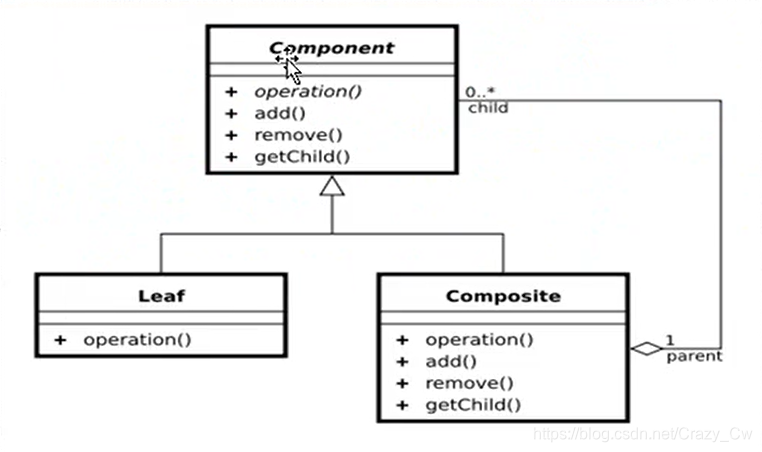 Component
+ operation()
+ add()
+ remove()
+ getChild()
0..*
child
Leaf
+ operation()
Composite
+ operation()
+ add()
+ remove()
+ getChild()
1
parent
https://blog.csdn.net/Crazy_Cw